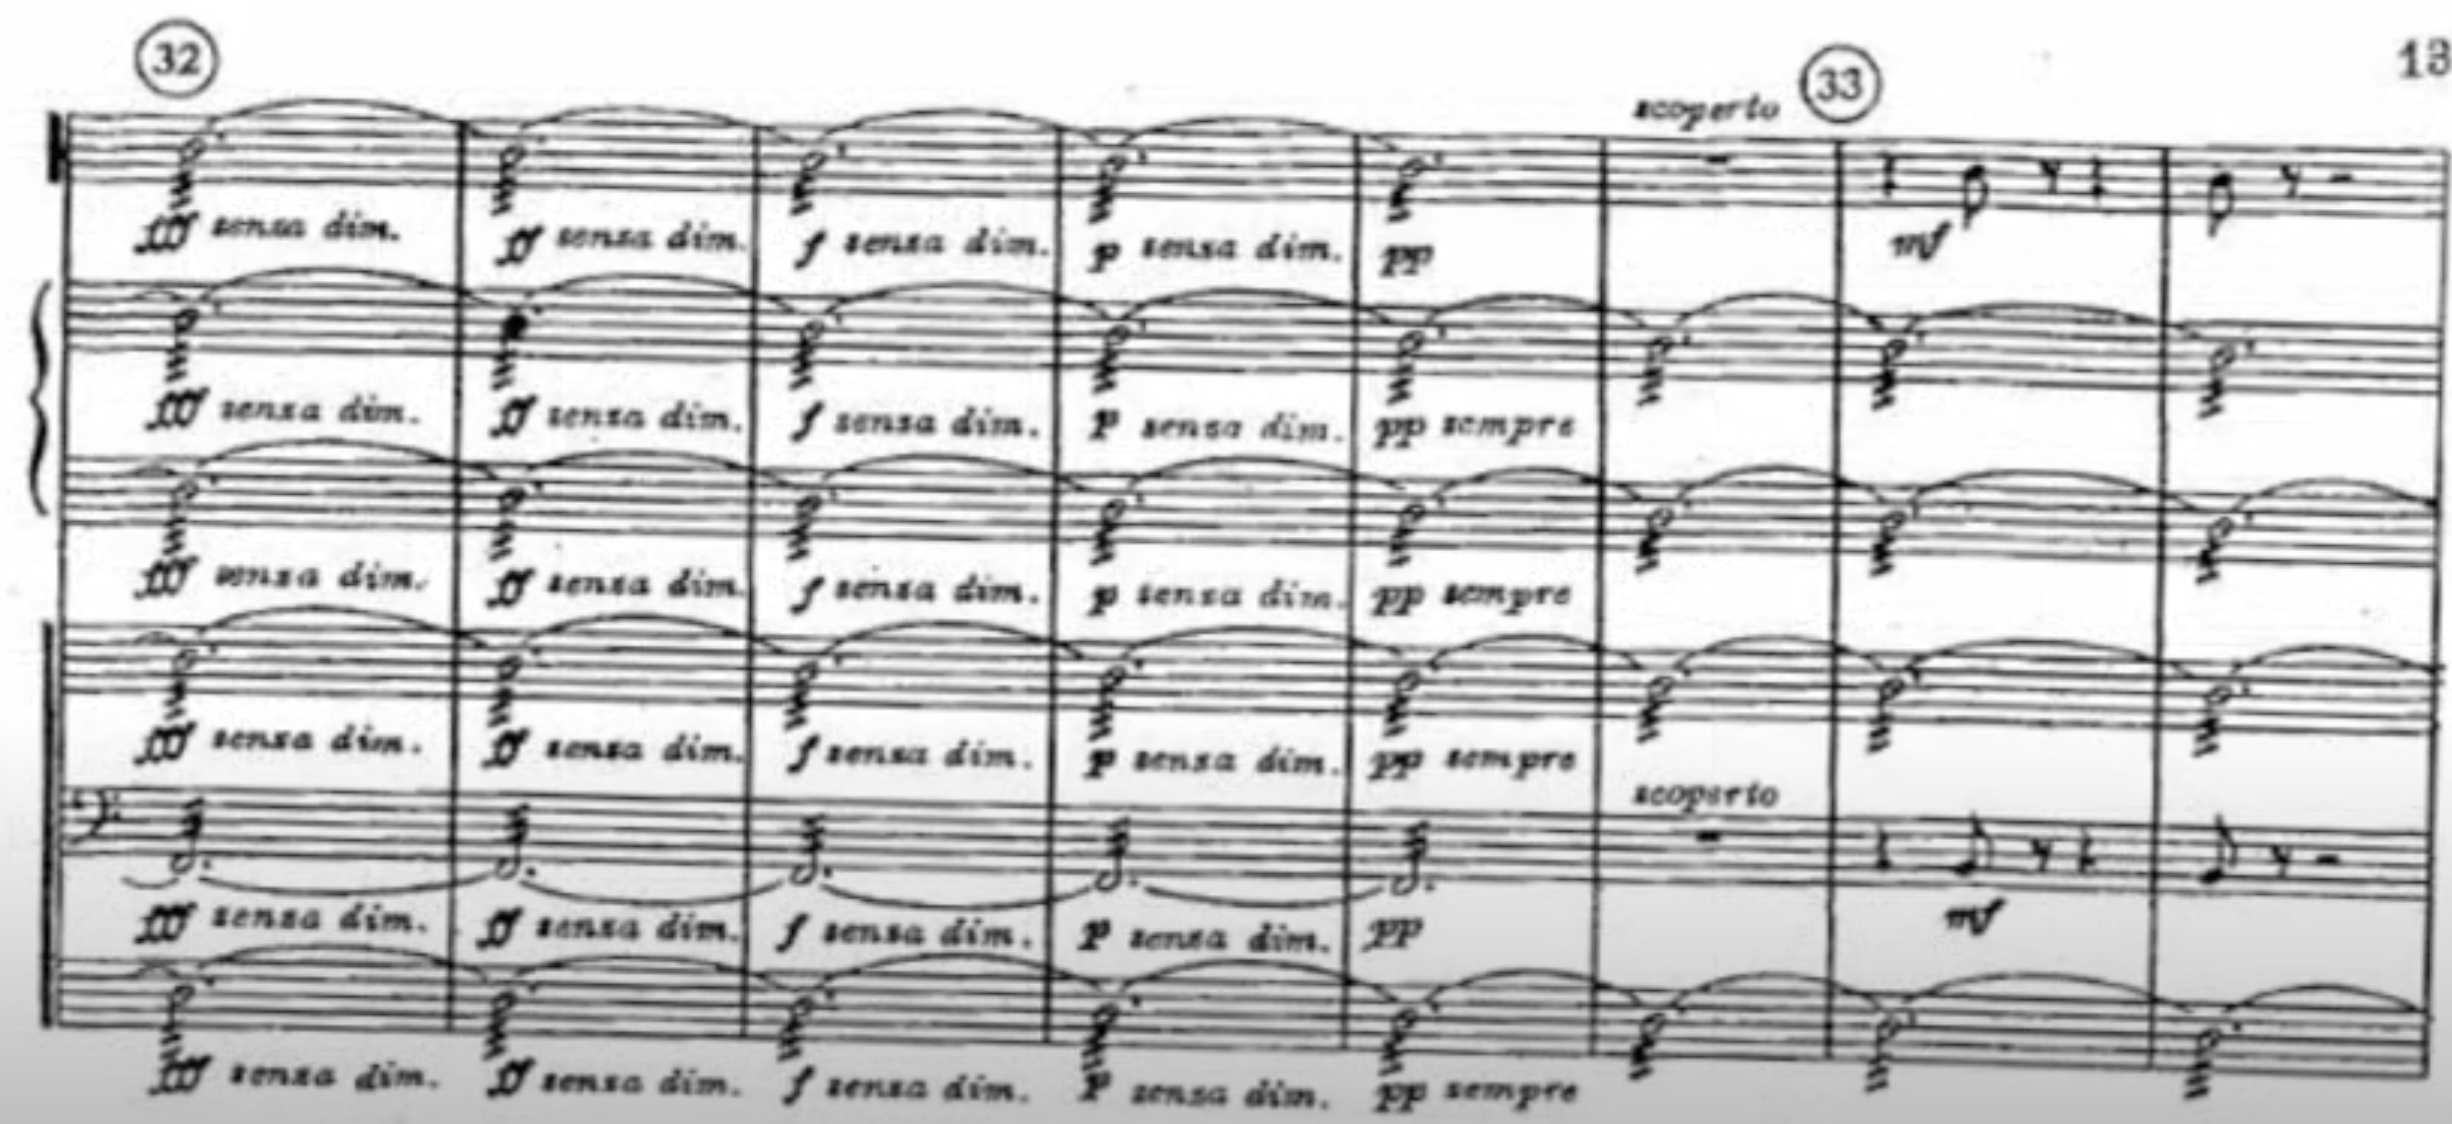 32 33 13
scoperto
fff senza dim. ff senza dim. f senza dim. p senza dim. pp mf
fff senza dim. ff senza dim. f senza dim. p senza dim. pp sempre
fff senza dim. ff senza dim. f senza dim. p senza dim. pp sempre
fff senza dim. ff senza dim. f senza dim. p senza dim. pp sempre
scoperto
fff senza dim. ff senza dim. f senza dim. p senza dim. pp mf
fff senza dim. ff senza dim. f senza dim. p senza dim. pp sempre